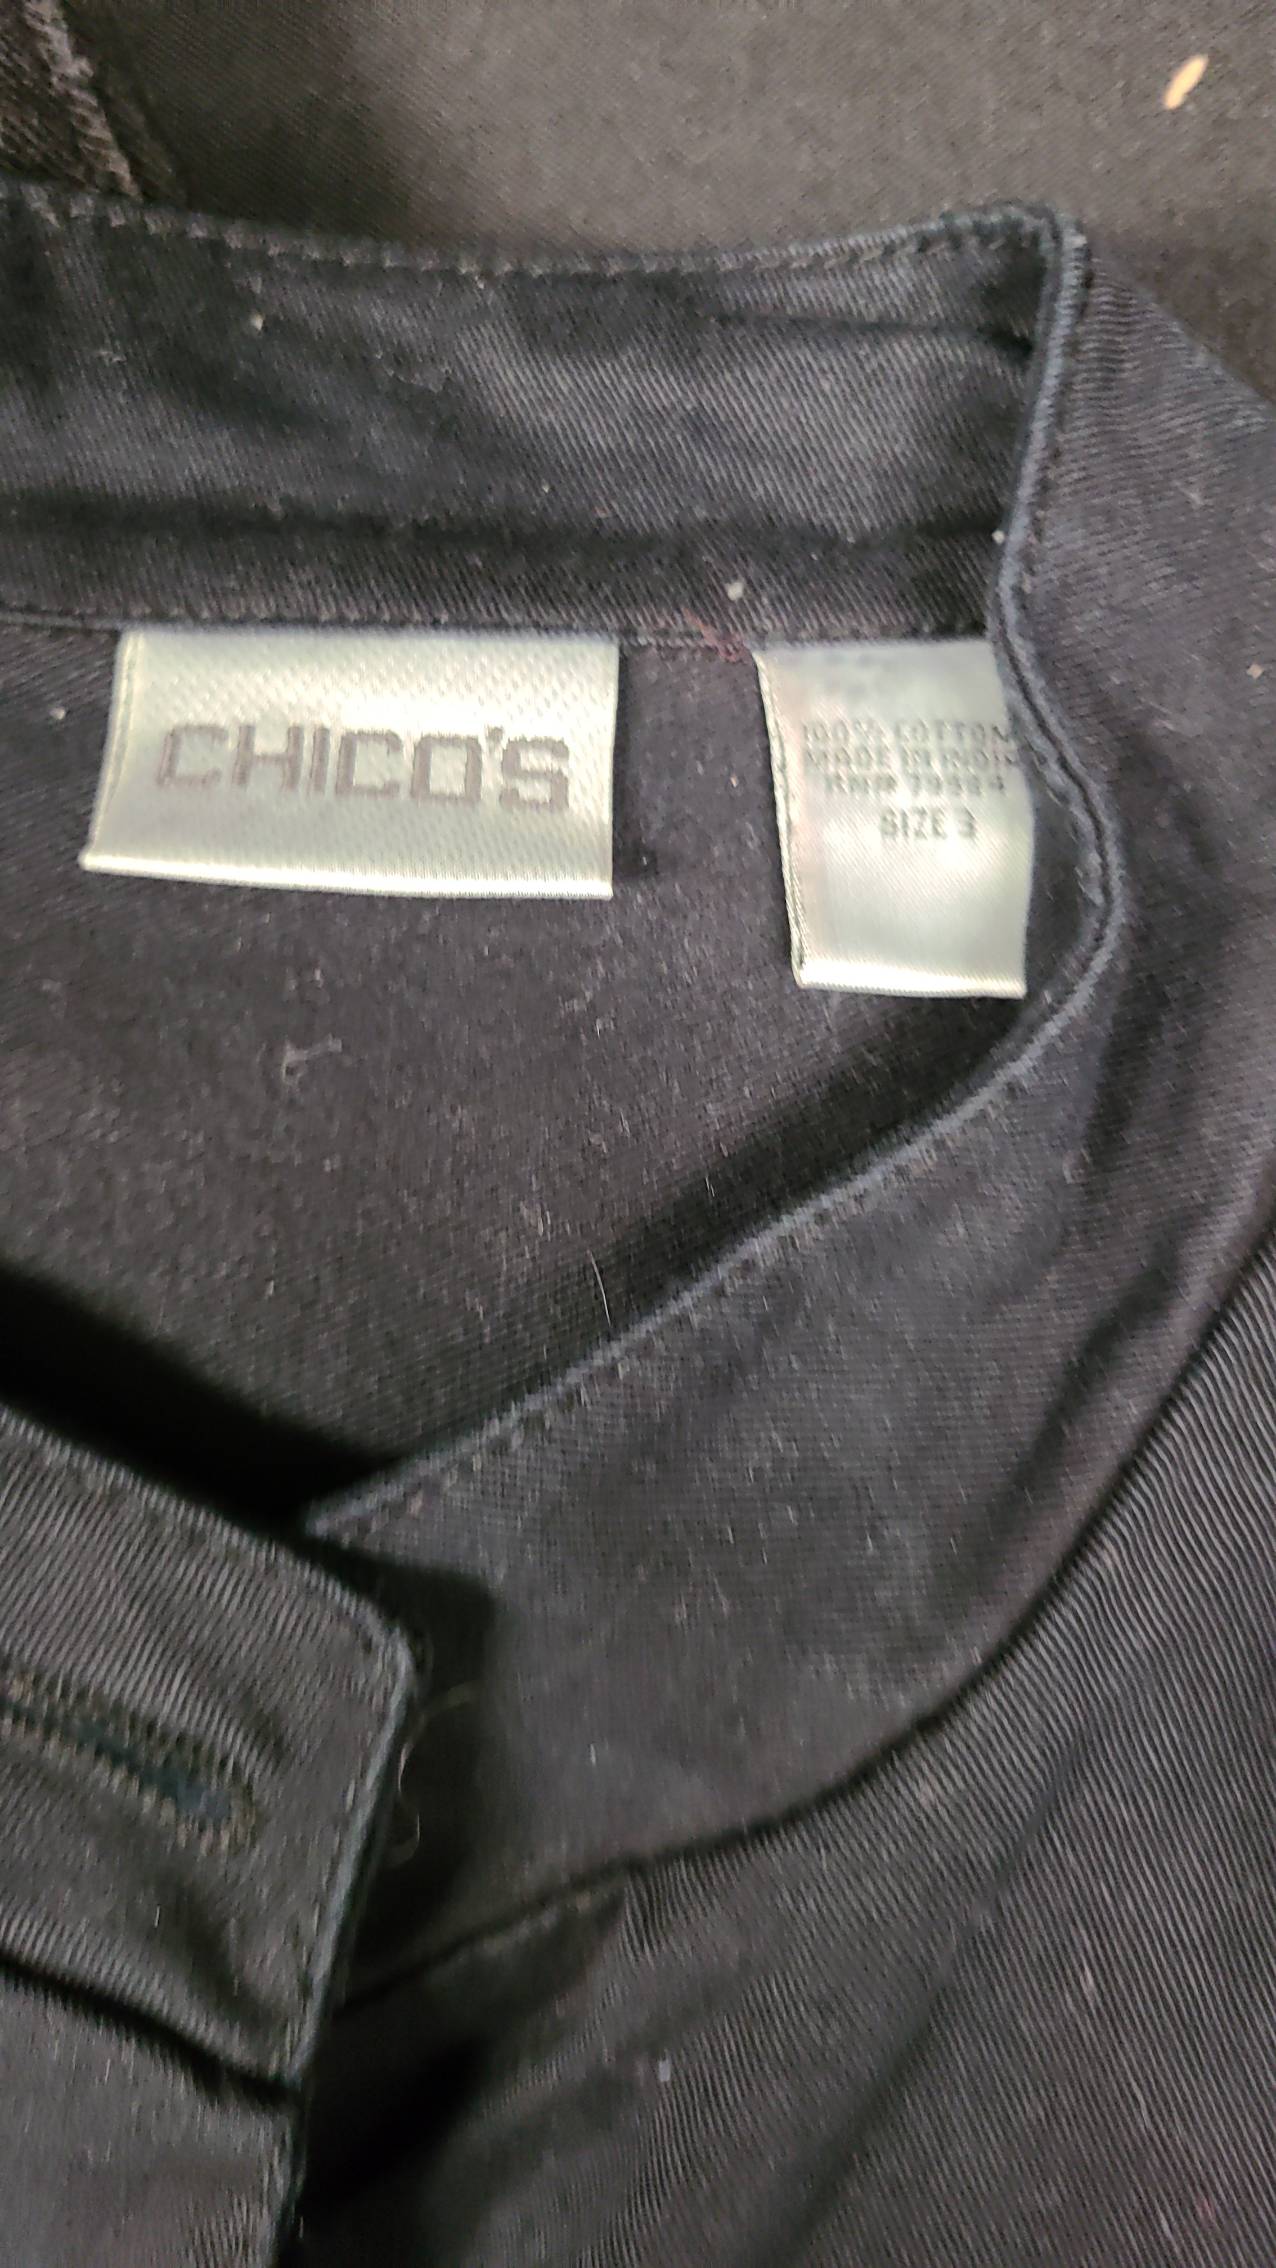 CHICO'S
100% COTTON
MADE IN INDIA
SIZE 3